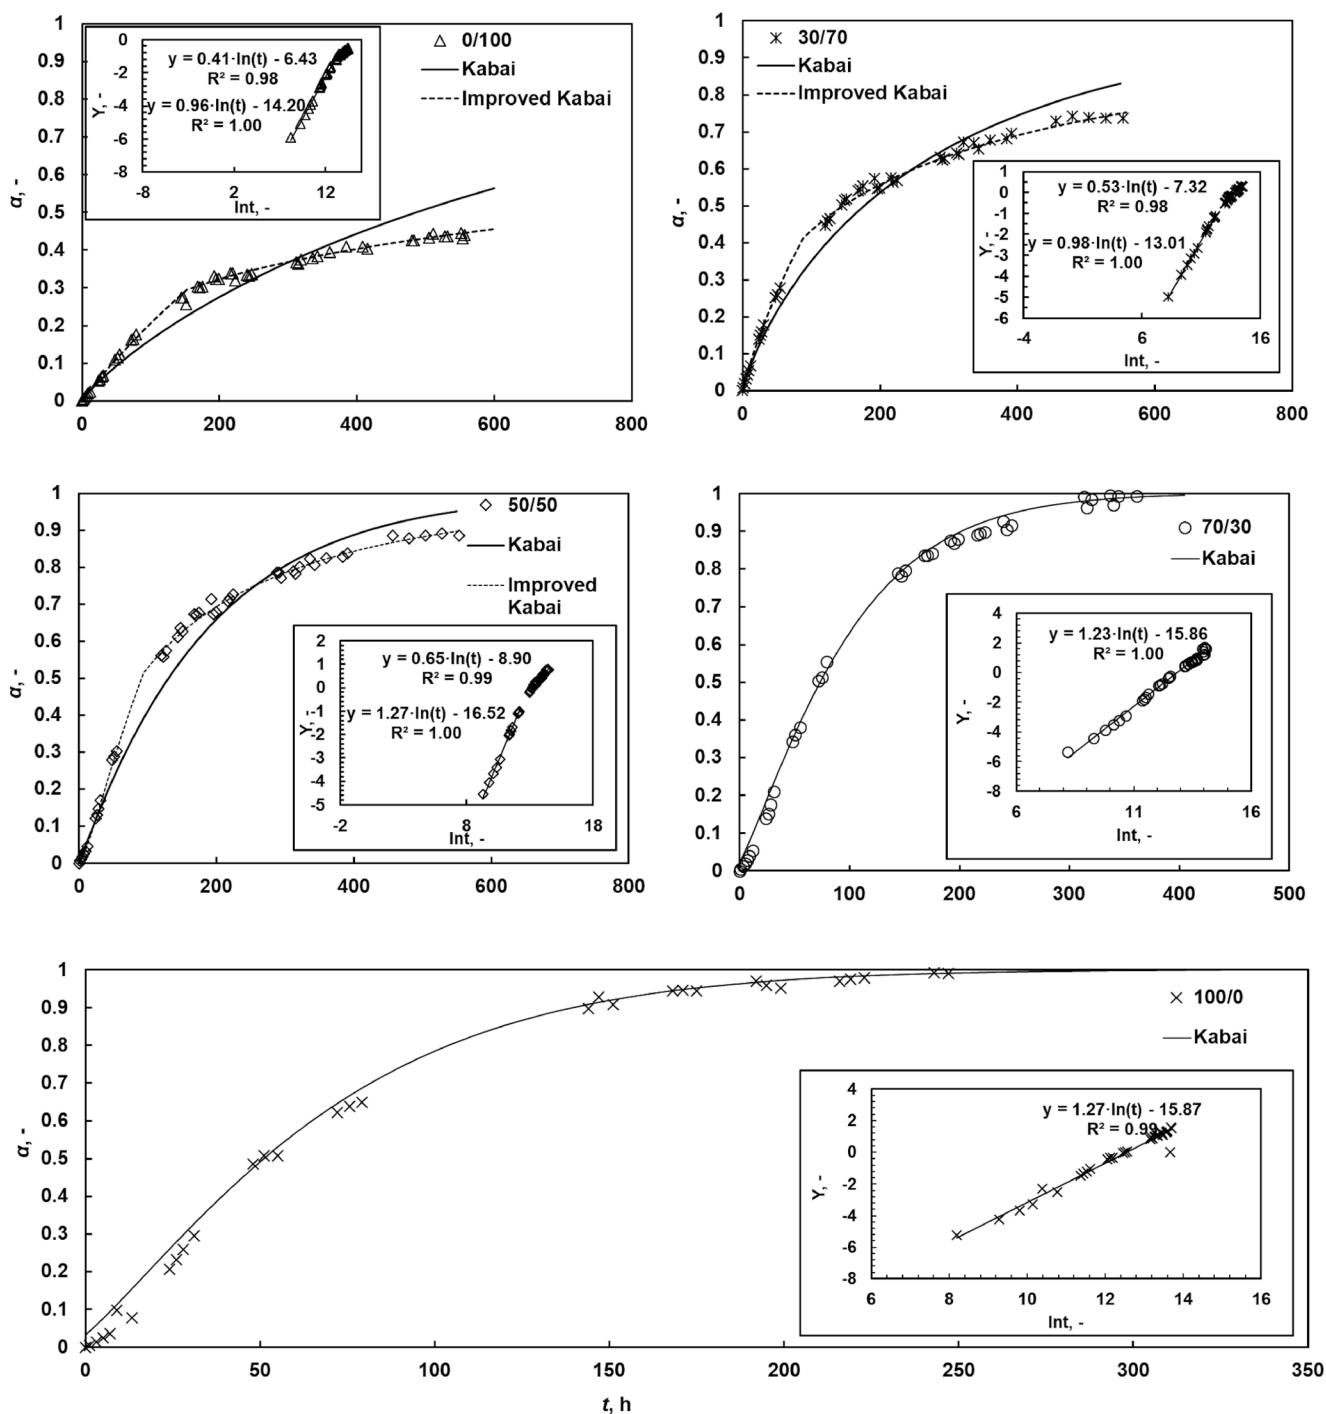 1
0.9
0.8
0.7
0.6
0.5
0.4
0.3
0.2
0.1
0
α, -
0 200 400 600 800
0/100
Kabai
Improved Kabai
0
-2
-4
-6
-8
Y, -
y = 0.41·ln(t) - 6.43
R² = 0.98
y = 0.96·ln(t) - 14.20
R² = 1.00
-8 2 12
lnt, -
1
0.9
0.8
0.7
0.6
0.5
0.4
0.3
0.2
0.1
0
α, -
0 200 400 600 800
30/70
Kabai
Improved Kabai
1
0
-1
-2
-3
-4
-5
-6
Y, -
y = 0.53·ln(t) - 7.32
R² = 0.98
y = 0.98·ln(t) - 13.01
R² = 1.00
-4 6 16
lnt, -
1
0.9
0.8
0.7
0.6
0.5
0.4
0.3
0.2
0.1
0
α, -
0 200 400 600 800
50/50
Kabai
Improved
Kabai
2
1
0
-1
-2
-3
-4
-5
Y, -
y = 0.65·ln(t) - 8.90
R² = 0.99
y = 1.27·ln(t) - 16.52
R² = 1.00
-2 8 18
lnt, -
1
0.9
0.8
0.7
0.6
0.5
0.4
0.3
0.2
0.1
0
α, -
0 100 200 300 400 500
70/30
Kabai
4
2
0
-2
-4
-6
-8
Y, -
y = 1.23·ln(t) - 15.86
R² = 1.00
6 11 16
lnt, -
1
0.9
0.8
0.7
0.6
0.5
0.4
0.3
0.2
0.1
0
α, -
0 50 100 150 200 250 300 350
t, h
100/0
Kabai
4
2
0
-2
-4
-6
-8
Y, -
y = 1.27·ln(t) - 15.87
R² = 0.99
6 8 10 12 14 16
lnt, -